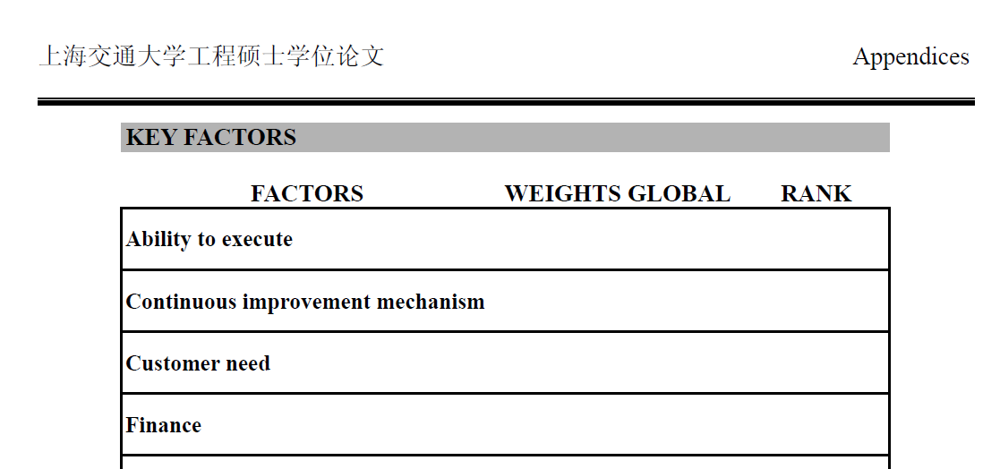 上海交通大学工程硕士学位论文 Appendices
KEY FACTORS
FACTORS WEIGHTS GLOBAL RANK
Ability to execute
Continuous improvement mechanism
Customer need
Finance